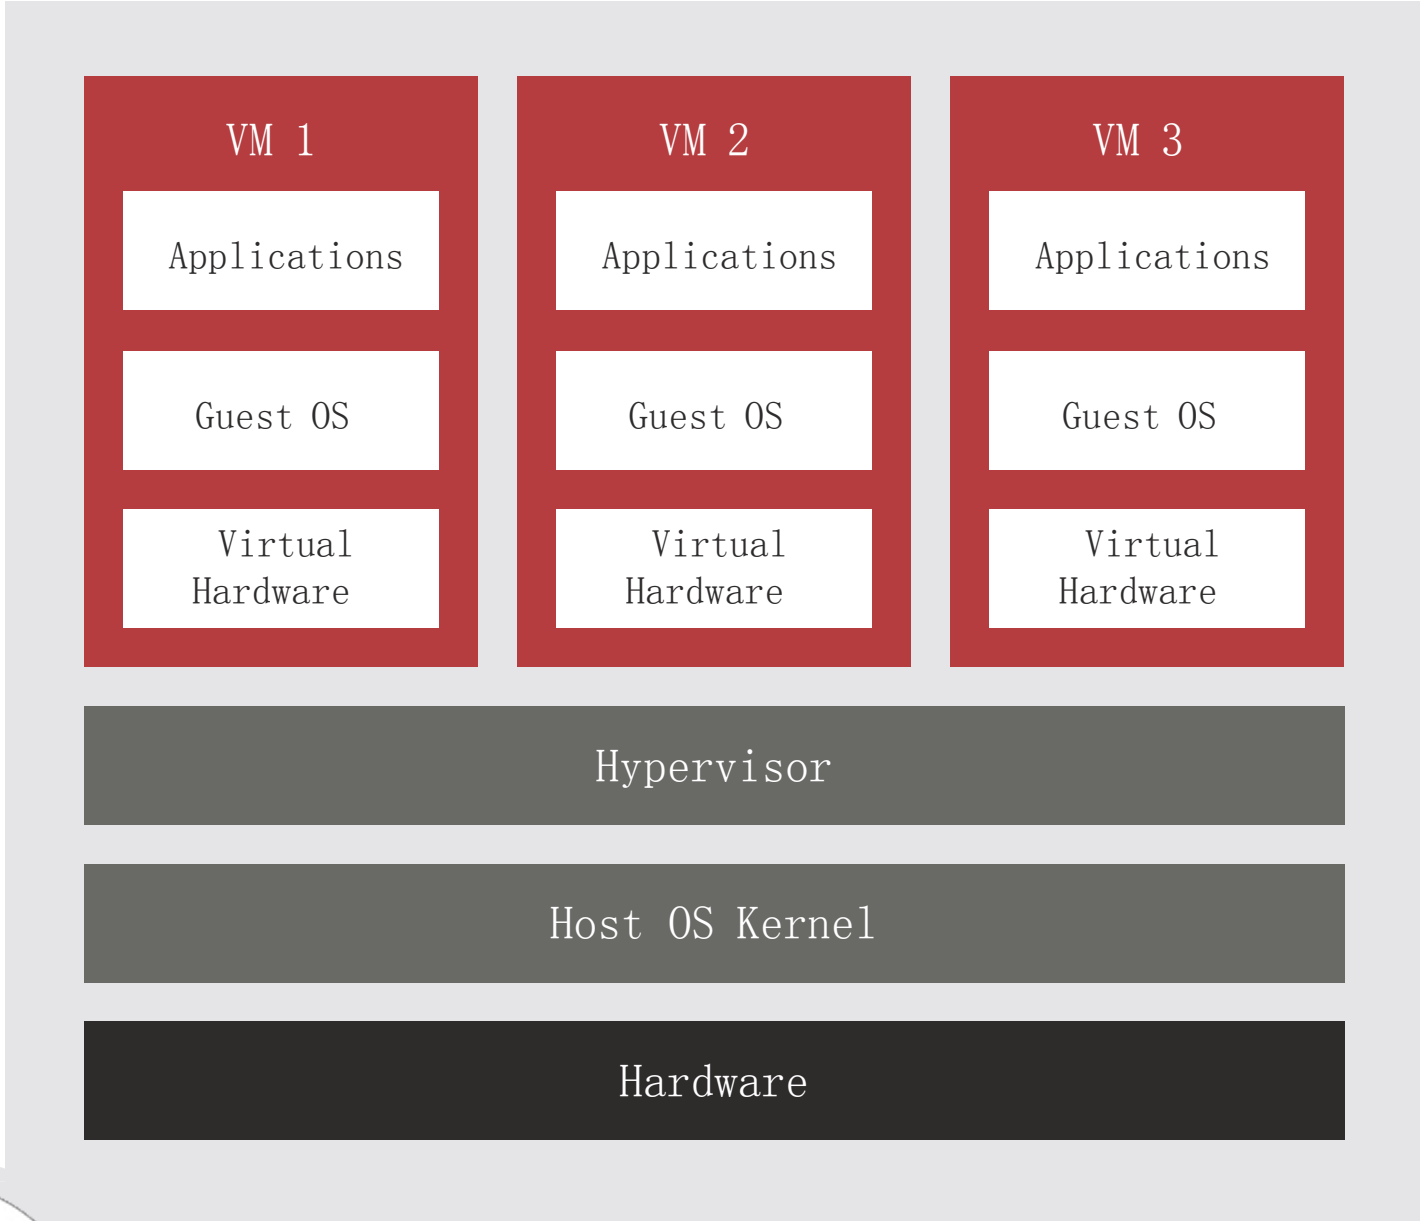 VM 1
Applications
Guest OS
Virtual
Hardware
VM 2
Applications
Guest OS
Virtual
Hardware
VM 3
Applications
Guest OS
Virtual
Hardware
Hypervisor
Host OS Kernel
Hardware